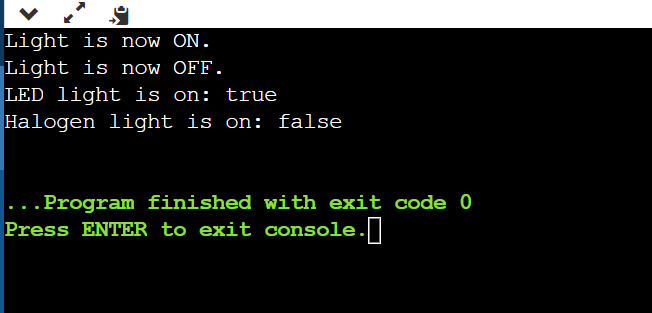 Light is now ON.
Light is now OFF.
LED light is on: true
Halogen light is on: false
...Program finished with exit code 0
Press ENTER to exit console.